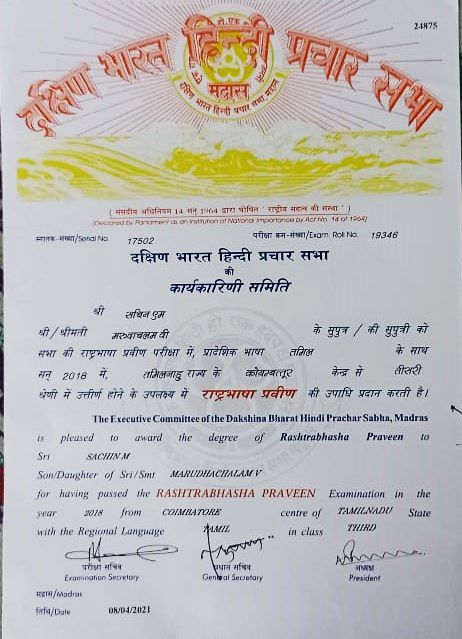 24875
दक्षिण भारत हिन्दी प्रचार सभा
मद्रास
दक्षिण भारत हिन्दी प्रचार सभा, मद्रास
( संसदीय अधिनियम 14 सन् 1964 द्वारा घोषित ' राष्ट्रीय महत्व की संस्था ' )
(Declared by Parliament as an Institution of National Importance by Act No. 14 of 1964)
स्नातक-संख्या/Serial No 17502 परीक्षा क्रम-संख्या/Exam. Roll No. 19346
दक्षिण भारत हिन्दी प्रचार सभा
की
कार्यकारिणी समिति
श्री सचिन एम
श्री/श्रीमती मरुदाचलम वी के सुपुत्र / की सुपुत्री को
सभा की राष्ट्रभाषा प्रवीण परीक्षा में, प्रादेशिक भाषा तमिल के साथ
सन् 2018 में, तमिलनाडु राज्य के कोयम्बत्तूर केन्द्र से तीसरी
श्रेणी में उत्तीर्ण होने के उपलक्ष्य में राष्ट्रभाषा प्रवीण की उपाधि प्रदान करती है।
The Executive Committee of the Dakshina Bharat Hindi Prachar Sabha, Madras
is pleased to award the degree of Rashtrabhasha Praveen to
Sri SACHIN M
Son/Daughter of Sri/Smt MARUDHACHALAM V
for having passed the RASHTRABHASHA PRAVEEN Examination in the
year 2018 from COIMBATORE centre of TAMILNADU State
with the Regional Language TAMIL in class THIRD
परीक्षा सचिव प्रधान सचिव अध्यक्ष
Examination Secretary General Secretary President
मद्रास/Madras
तिथि/Date 08/04/2021